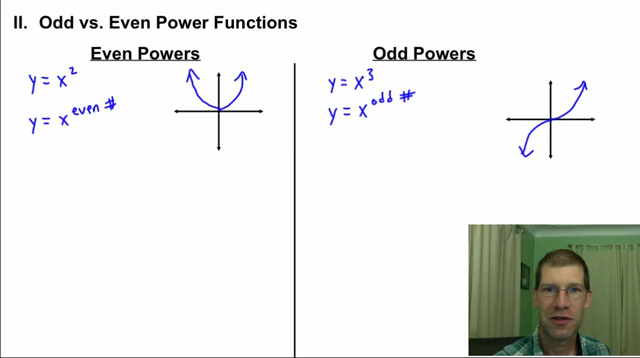 II. Odd vs. Even Power Functions
Even Powers
y = x²
y = x^even #
Odd Powers
y = x³
y = x^odd #